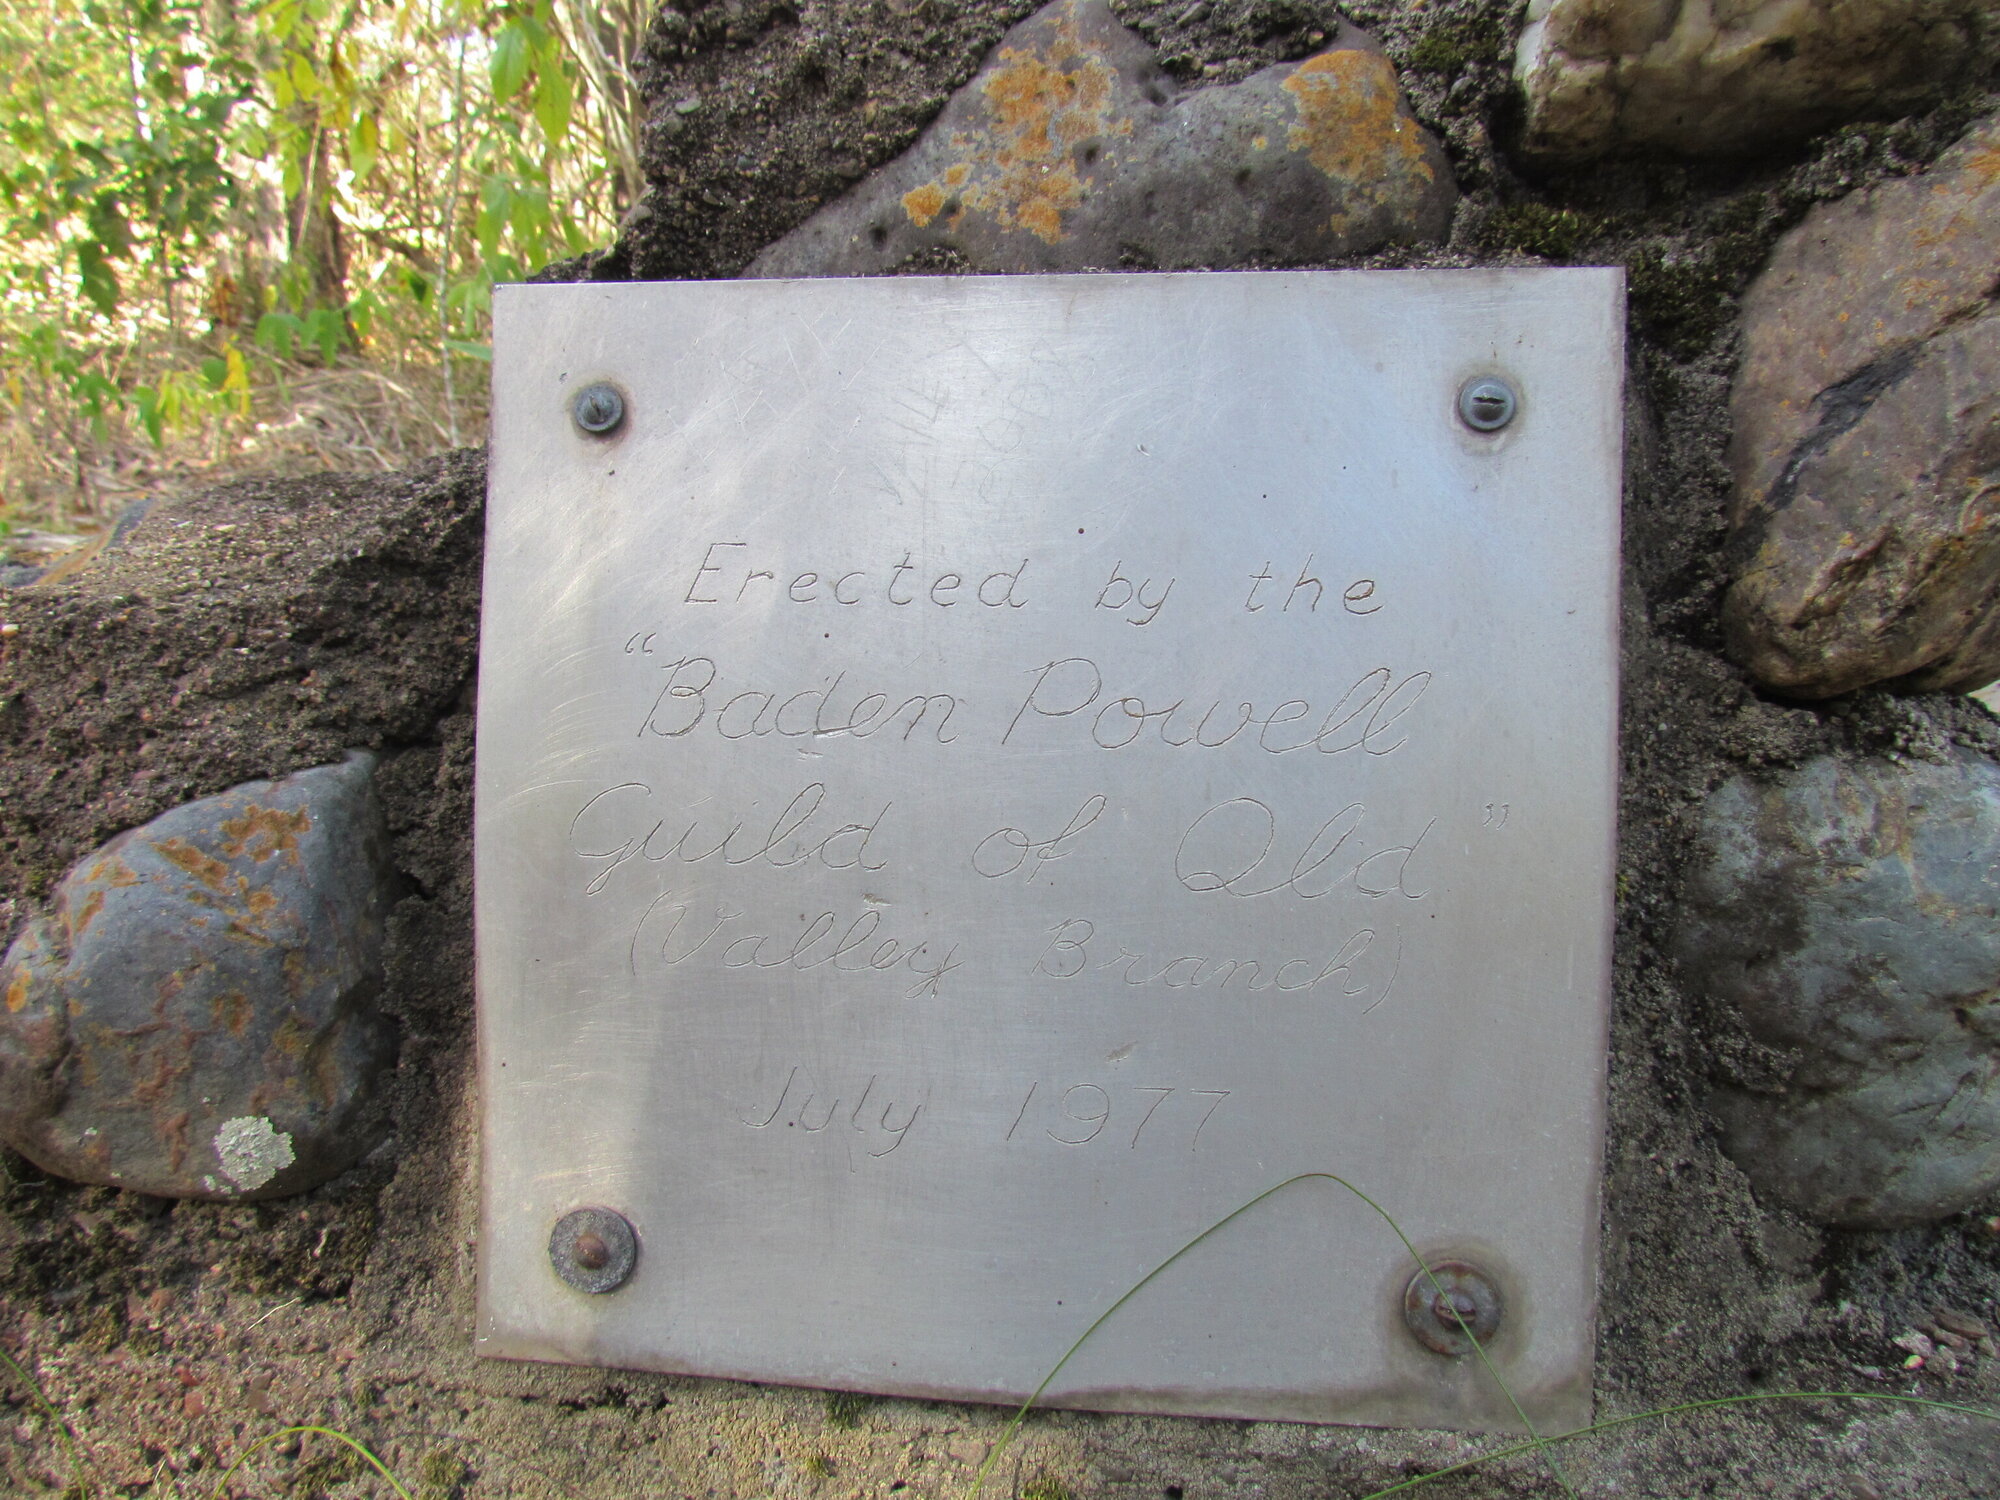 Erected by the
“Baden Powell
Guild of Qld”
(Valley Branch)
July 1977